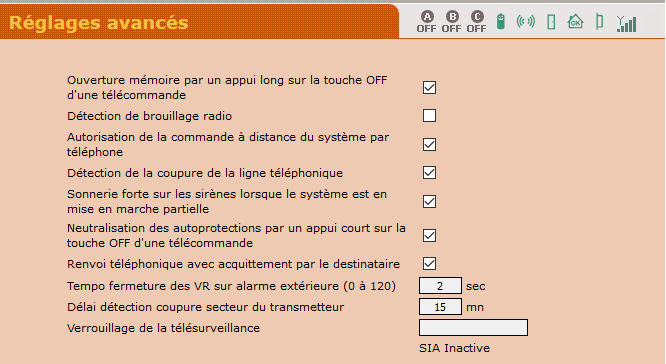 Réglages avancés
A B C
OFF OFF OFF
OK
Ouverture mémoire par un appui long sur la touche OFF
d'une télécommande
Détection de brouillage radio
Autorisation de la commande à distance du système par
téléphone
Détection de la coupure de la ligne téléphonique
Sonnerie forte sur les sirènes lorsque le système est en
mise en marche partielle
Neutralisation des autoprotections par un appui court sur la
touche OFF d'une télécommande
Renvoi téléphonique avec acquittement par le destinataire
Tempo fermeture des VR sur alarme extérieure (0 à 120) 2 sec
Délai détection coupure secteur du transmetteur 15 mn
Verrouillage de la télésurveillance
SIA Inactive